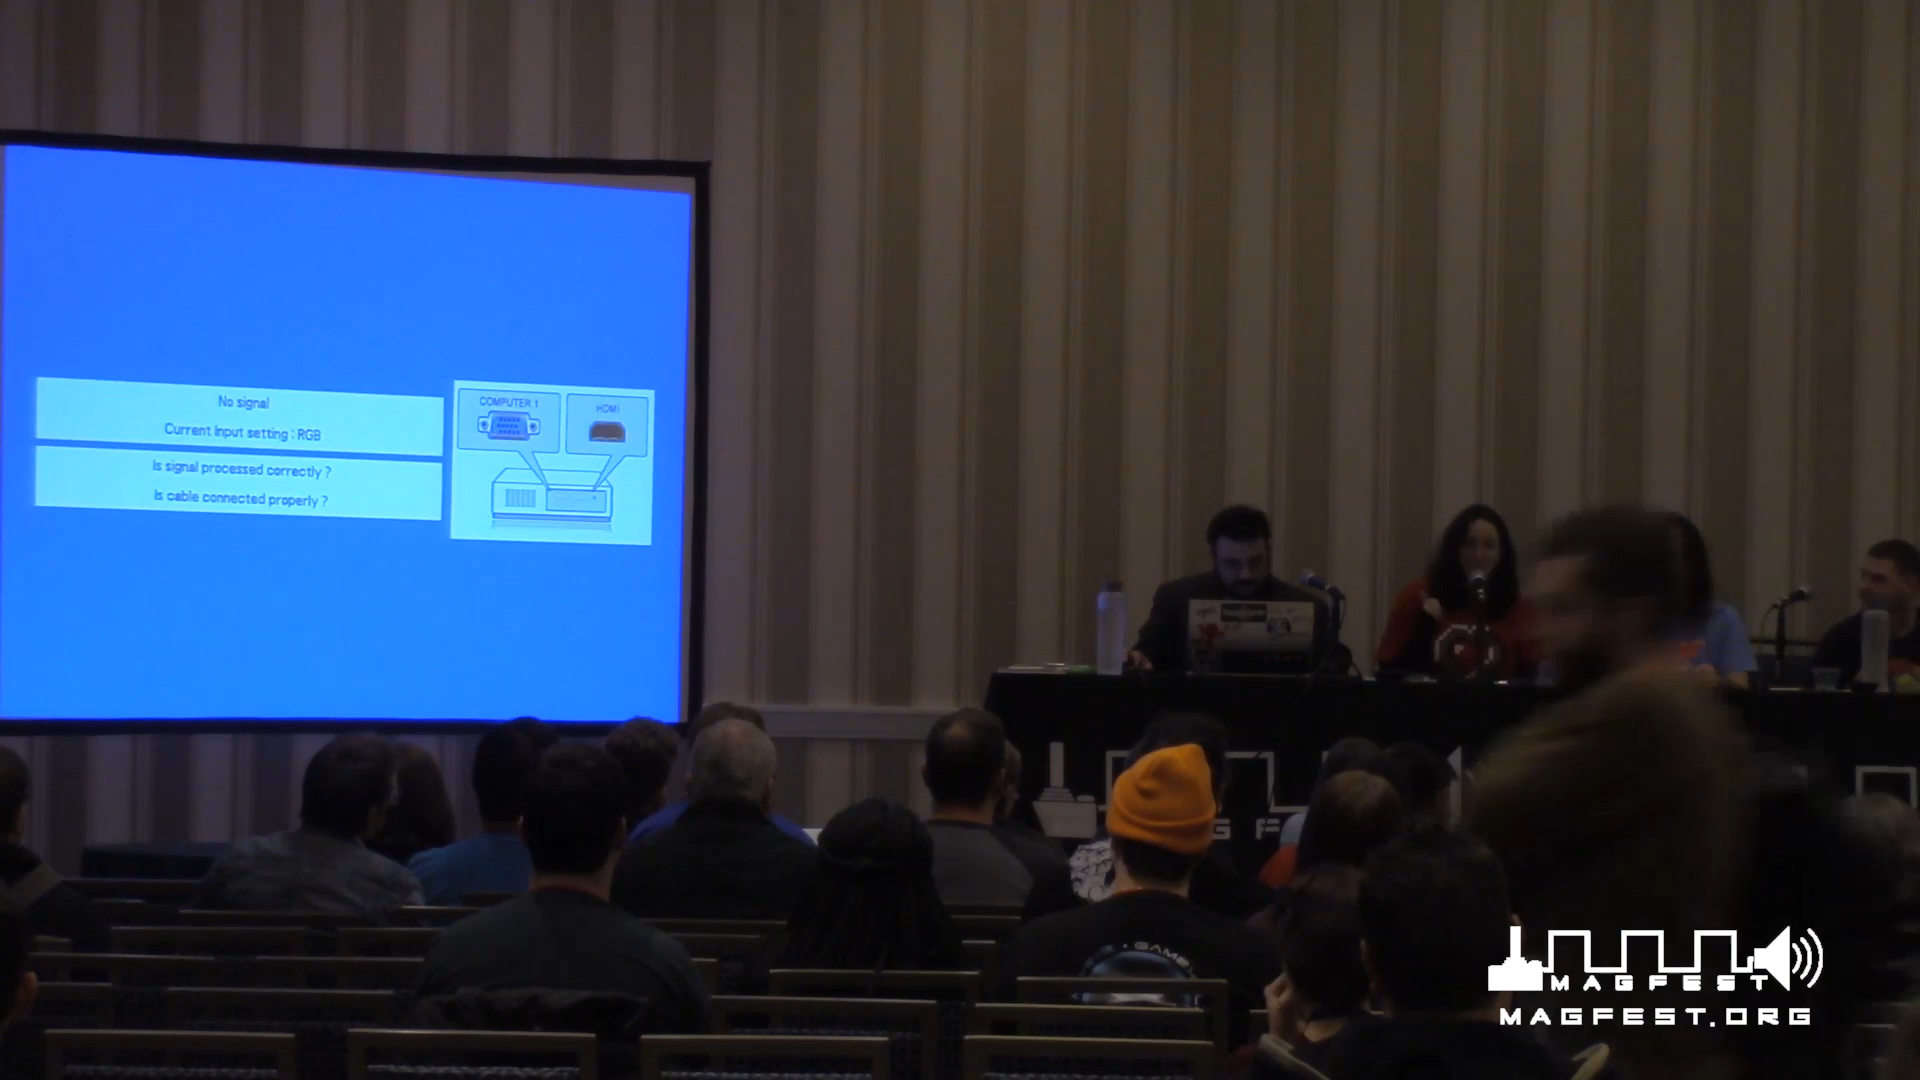 No signal
Current input setting : RGB
Is signal processed correctly ?
Is cable connected properly ?
COMPUTER 1
HDMI
GAME
MAGFEST
MAGFEST.ORG